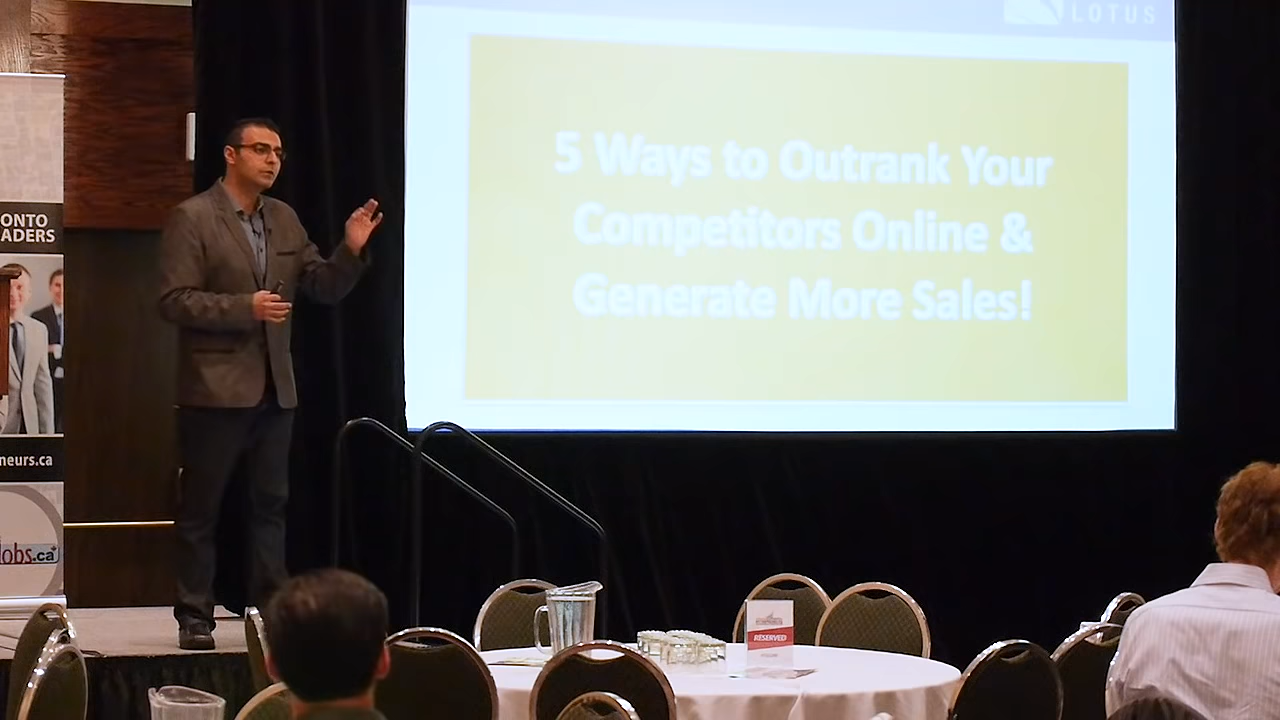 LOTUS
5 Ways to Outrank Your
Competitors Online &
Generate More Sales!
ONTO
ADERS
neurs.ca
Jobs.ca
RESERVED